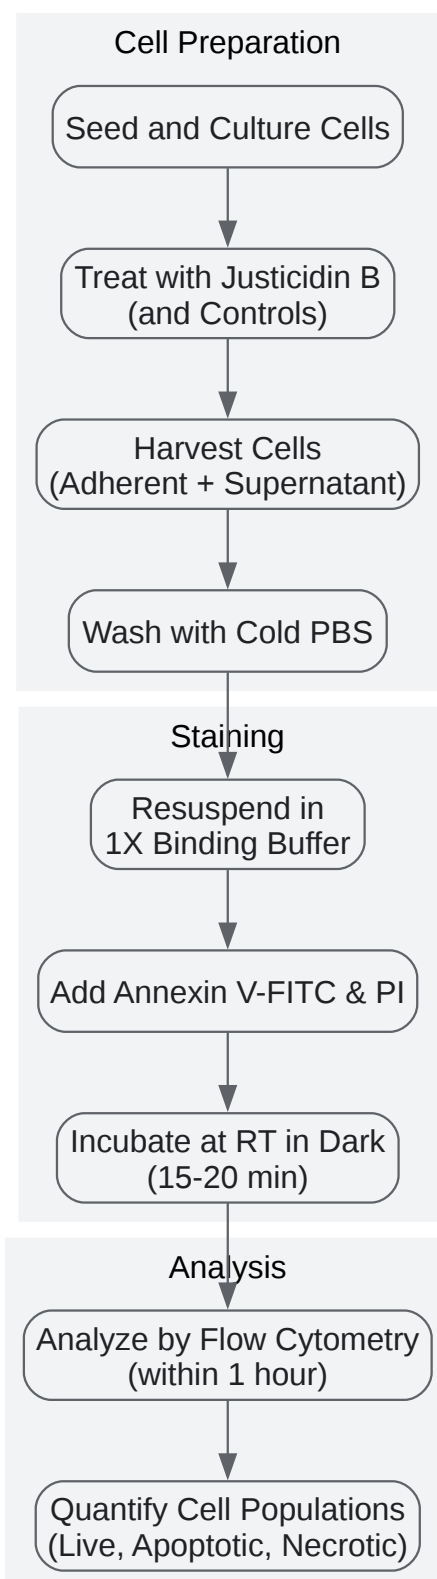 Cell Preparation
Seed and Culture Cells
Treat with Justicidin B
(and Controls)
Harvest Cells
(Adherent + Supernatant)
Wash with Cold PBS
Staining
Resuspend in
1X Binding Buffer
Add Annexin V-FITC & PI
Incubate at RT in Dark
(15-20 min)
Analysis
Analyze by Flow Cytometry
(within 1 hour)
Quantify Cell Populations
(Live, Apoptotic, Necrotic)